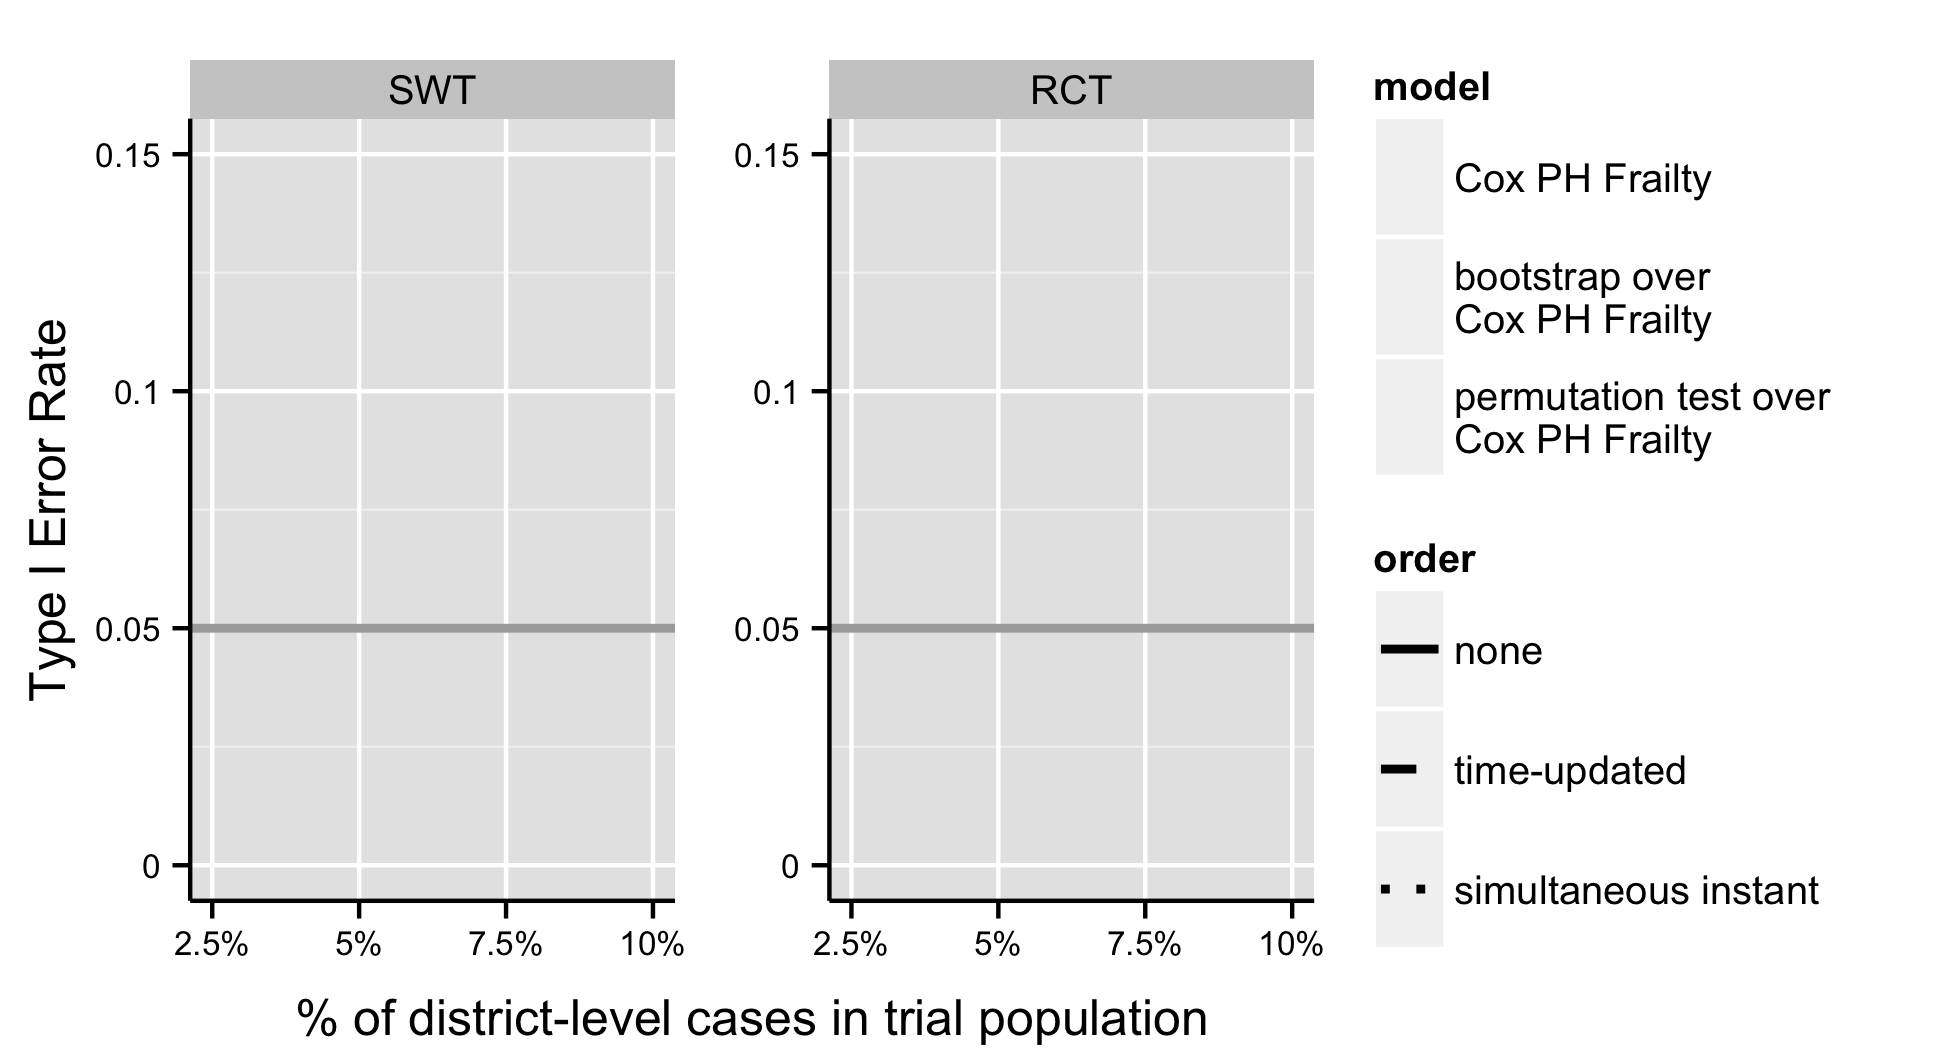 SWT
RCT
Type I Error Rate
0.15
0.1
0.05
0
2.5% 5% 7.5% 10%
0.15
0.1
0.05
0
2.5% 5% 7.5% 10%
% of district-level cases in trial population
model
Cox PH Frailty
bootstrap over
Cox PH Frailty
permutation test over
Cox PH Frailty
order
none
time-updated
simultaneous instant